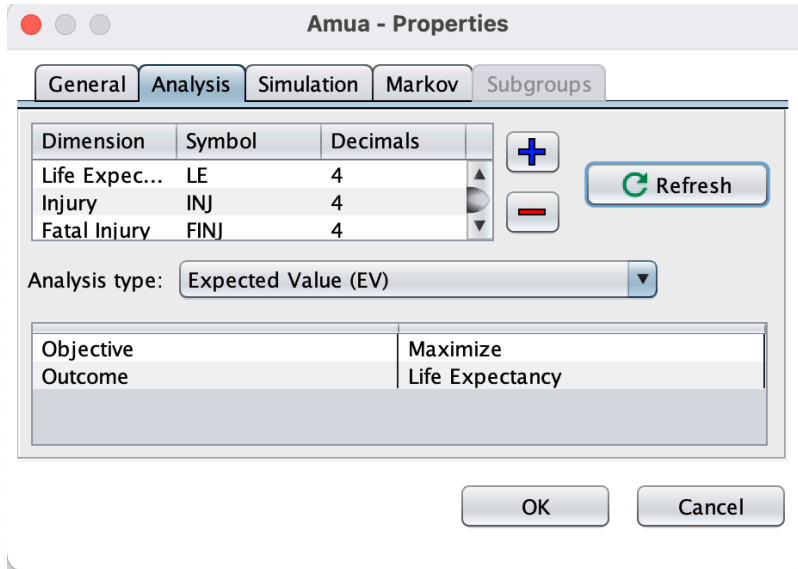 Amua - Properties
General Analysis Simulation Markov Subgroups
Dimension Symbol Decimals
Life Expec... LE 4
Injury INJ 4
Fatal Injury FINJ 4
Refresh
Analysis type: Expected Value (EV)
Objective Maximize
Outcome Life Expectancy
OK Cancel